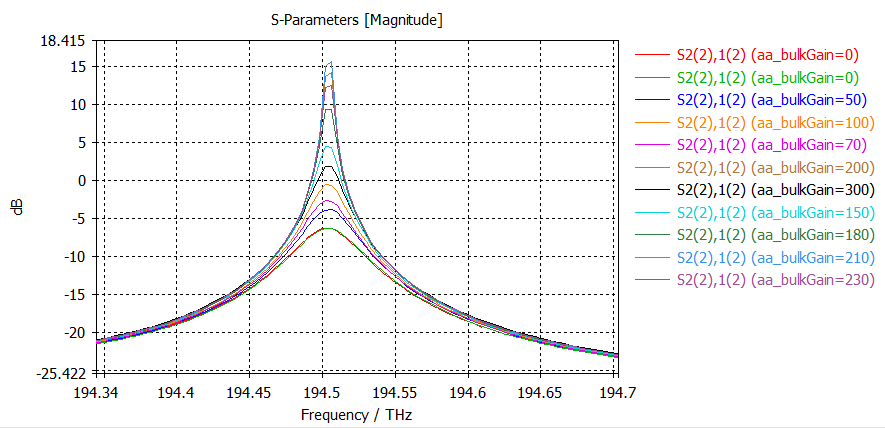 S-Parameters [Magnitude]
18.415
15
10
5
0
-5
-10
-15
-20
-25.422
dB
194.34
194.4
194.45
194.5
194.55
194.6
194.65
194.7
Frequency / THz
S2(2),1(2) (aa_bulkGain=0)
S2(2),1(2) (aa_bulkGain=0)
S2(2),1(2) (aa_bulkGain=50)
S2(2),1(2) (aa_bulkGain=100)
S2(2),1(2) (aa_bulkGain=70)
S2(2),1(2) (aa_bulkGain=200)
S2(2),1(2) (aa_bulkGain=300)
S2(2),1(2) (aa_bulkGain=150)
S2(2),1(2) (aa_bulkGain=180)
S2(2),1(2) (aa_bulkGain=210)
S2(2),1(2) (aa_bulkGain=230)